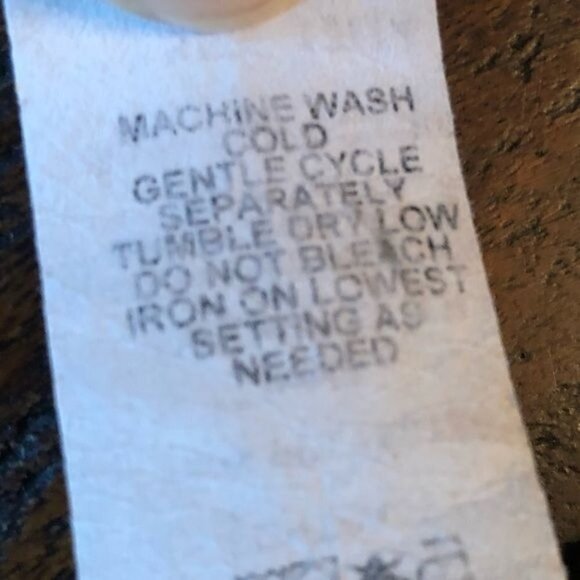 MACHINE WASH
COLD
GENTLE CYCLE
SEPARATELY
TUMBLE DRY LOW
DO NOT BLEACH
IRON ON LOWEST
SETTING AS
NEEDED